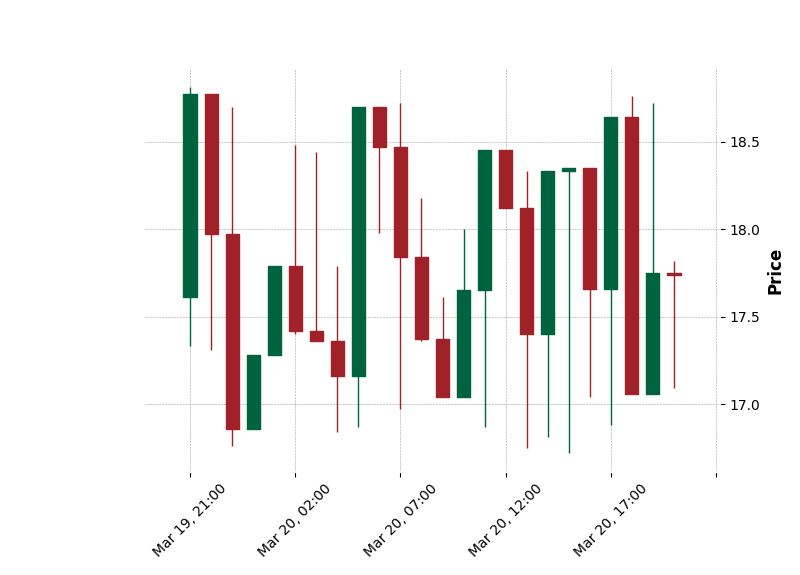 18.5
18.0
17.5
17.0
Price
Mar 19, 21:00
Mar 20, 02:00
Mar 20, 07:00
Mar 20, 12:00
Mar 20, 17:00